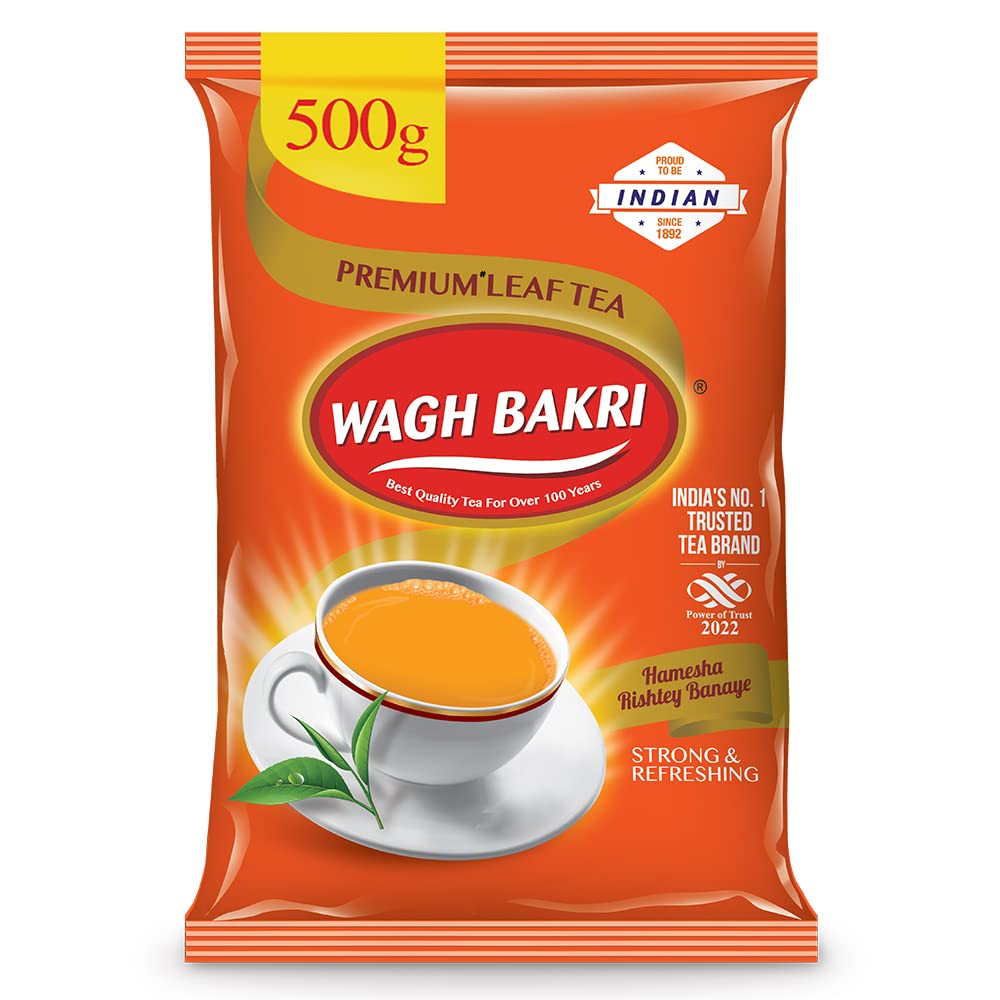 500g
PROUD
TO BE
INDIAN
SINCE
1892
PREMIUM#LEAF TEA
WAGH BAKRI
®
Best Quality Tea For Over 100 Years
INDIA'S NO. 1
TRUSTED
TEA BRAND
BY
Power of Trust
2022
Hamesha
Rishtey Banaye
STRONG &
REFRESHING